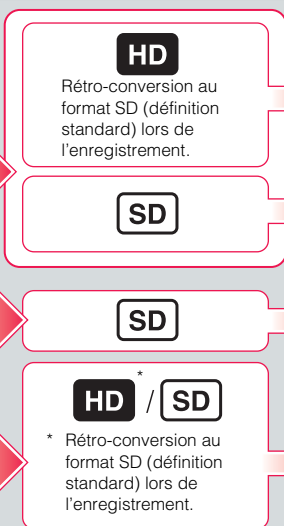 HD
Rétro-conversion au
format SD (définition
standard) lors de
l'enregistrement.
SD
SD
HD* / SD
* Rétro-conversion au
format SD (définition
standard) lors de
l'enregistrement.